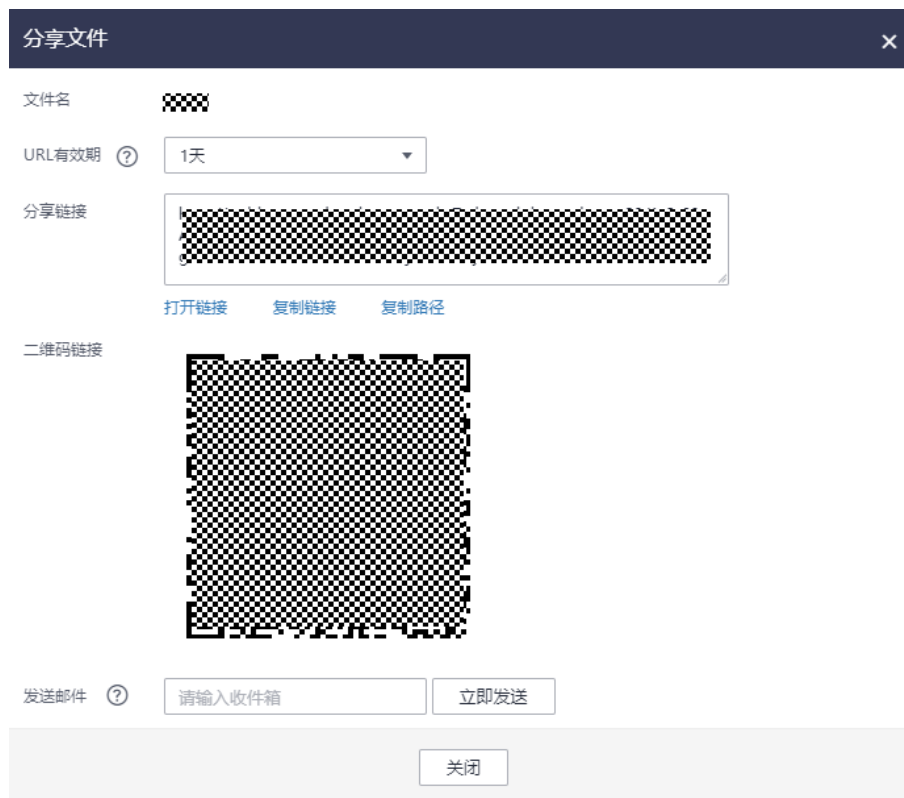 分享文件
文件名
URL有效期 ? 1天
分享链接
打开链接 复制链接 复制路径
二维码链接
发送邮件 ? 请输入收件箱 立即发送
关闭